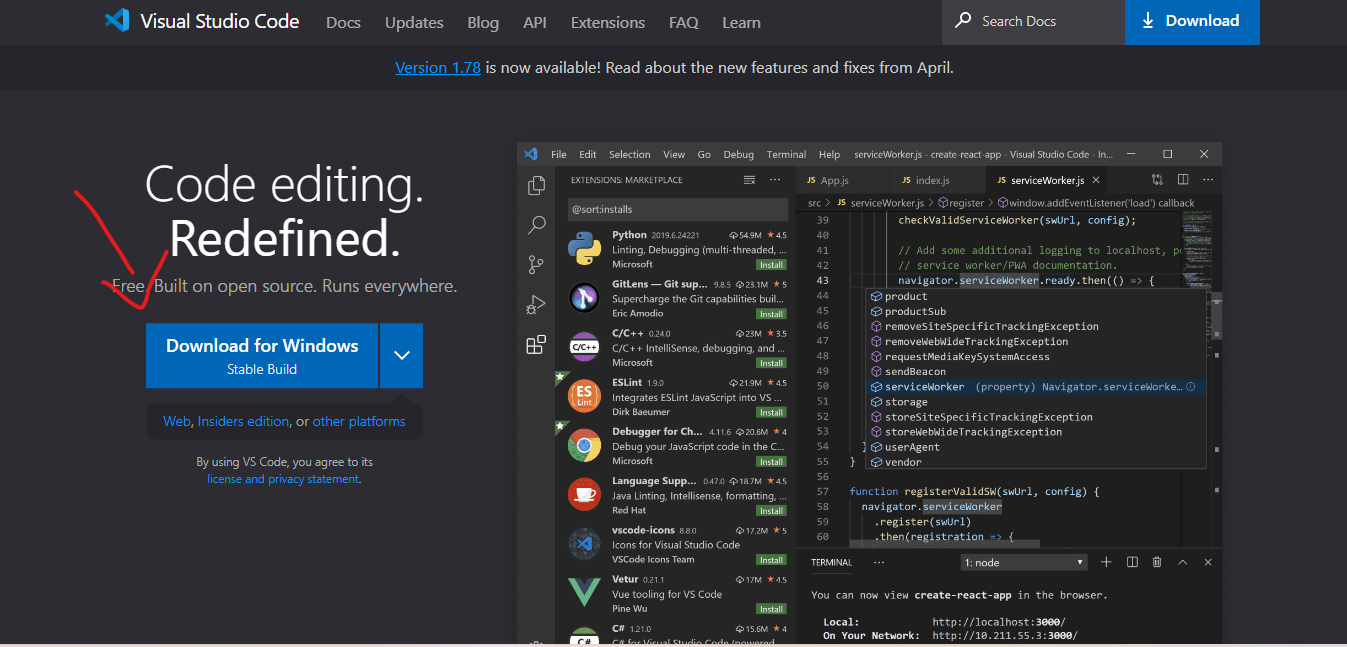 Visual Studio Code Docs Updates Blog API Extensions FAQ Learn Search Docs Download
Version 1.78 is now available! Read about the new features and fixes from April.
Code editing.
Redefined.
Free. Built on open source. Runs everywhere.
Download for Windows
Stable Build
Web, Insiders edition, or other platforms
By using VS Code, you agree to its
license and privacy statement.
File Edit Selection View Go Debug Terminal Help serviceWorker.js - create-react-app - Visual Studio Code - In...
EXTENSIONS: MARKETPLACE ...
@sort:installs
Python 2019.6.24221 54.9M ★ 4.5
Linting, Debugging (multi-threaded, ...
Microsoft Install
GitLens — Git sup... 9.8.5 23.1M ★ 5
Supercharge the Git capabilities buil...
Eric Amodio Install
C/C++ C/C++ 0.24.0 23M ★ 3.5
C/C++ IntelliSense, debugging, and ...
Microsoft Install
ES Lint ESLint 1.9.0 21.9M ★ 4.5
Integrates ESLint JavaScript into VS ...
Dirk Baeumer Install
Debugger for Ch... 4.11.6 20.6M ★ 4
Debug your JavaScript code in the C...
Microsoft Install
Language Supp... 0.47.0 18.7M ★ 4.5
Java Linting, Intellisense, formatting, ...
Red Hat Install
vscode-icons 8.8.0 17.2M ★ 5
Icons for Visual Studio Code
VSCode Icons Team Install
Vetur 0.21.1 17M ★ 4.5
Vue tooling for VS Code
Pine Wu Install
C# C# 1.21.0 15.6M ★ 4
C# for Visual Studio Code (powered
JS App.js JS index.js JS serviceWorker.js ...
src > JS serviceWorker.js > register > window.addEventListener('load') callback
39 checkValidServiceWorker(swUrl, config);
40
41 // Add some additional logging to localhost, p
42 // service worker/PWA documentation.
43 navigator.serviceWorker.ready.then(() => {
44 product
45 productSub
46 removeSiteSpecificTrackingException
47 removeWebWideTrackingException
48 requestMediaKeySystemAccess
49 sendBeacon
50 serviceWorker (property) Navigator.serviceWorke...
51 storage
52 storeSiteSpecificTrackingException
53 storeWebWideTrackingException
54 } userAgent
55 } vendor
56
57 function registerValidSW(swUrl, config) {
58 navigator.serviceWorker
59 .register(swUrl)
60 .then(registration => {
TERMINAL ... 1: node
You can now view create-react-app in the browser.
Local: http://localhost:3000/
On Your Network: http://10.211.55.3:3000/